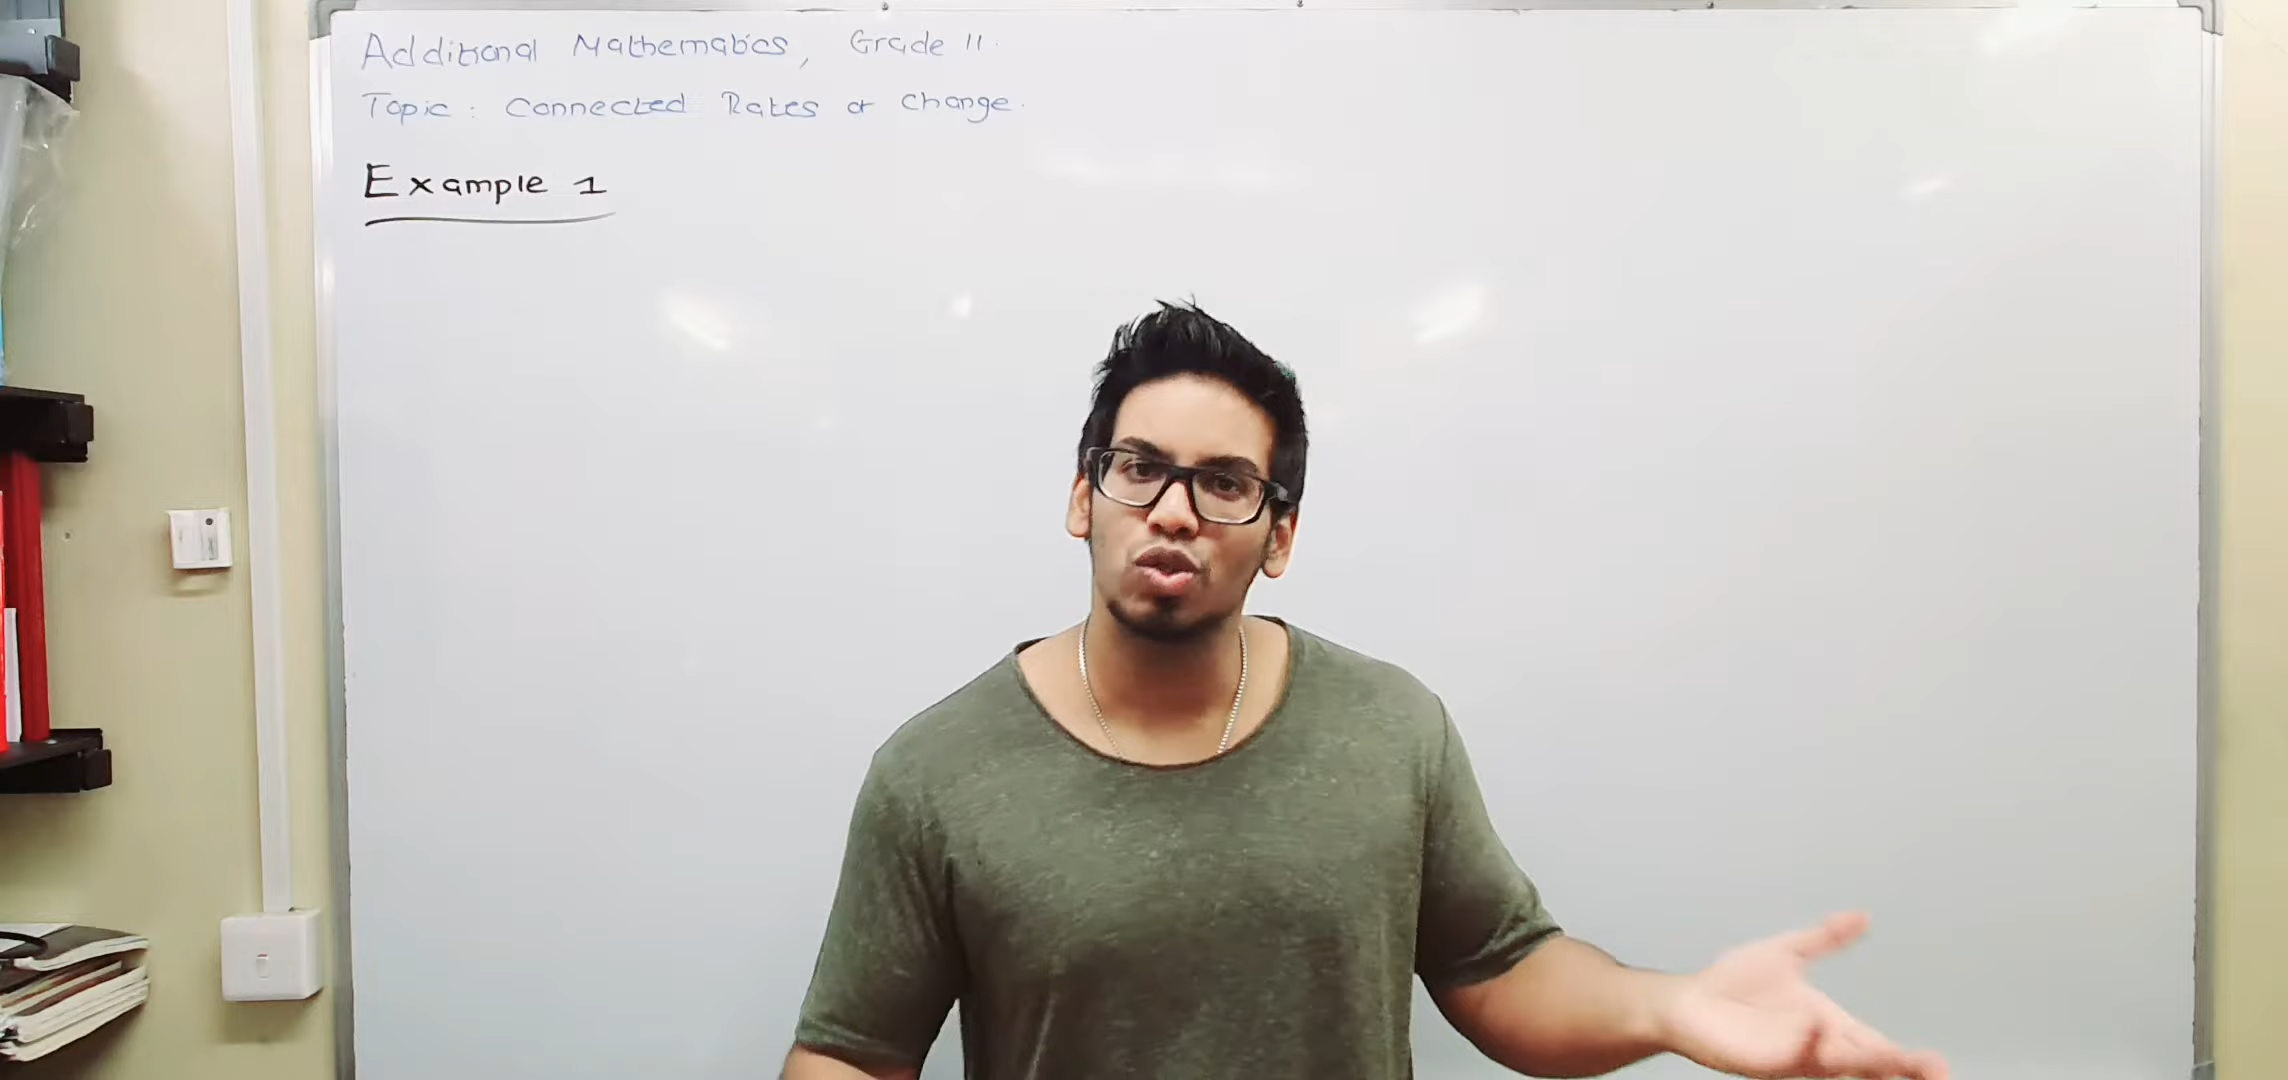 Additional Mathematics, Grade 11.
Topic: Connected Rates of Change.
Example 1